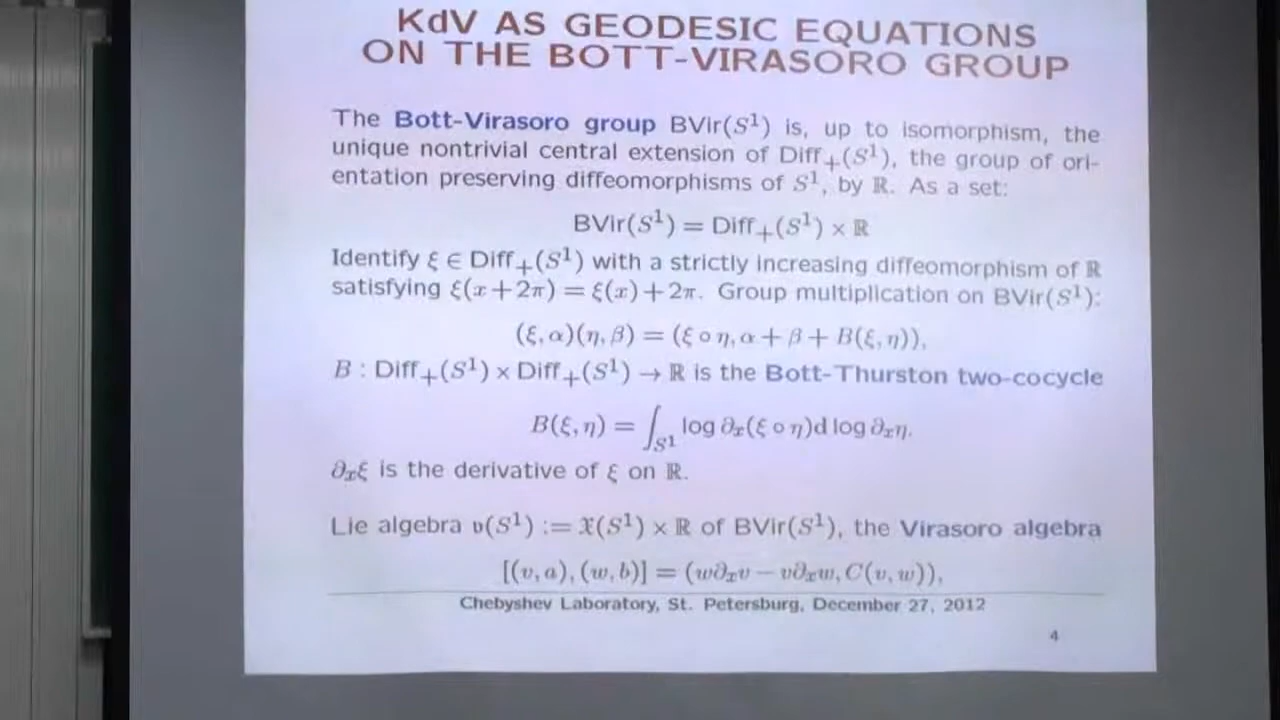 KdV AS GEODESIC EQUATIONS
ON THE BOTT-VIRASORO GROUP
The Bott-Virasoro group BVir(S¹) is, up to isomorphism, the
unique nontrivial central extension of Diff₊(S¹), the group of ori-
entation preserving diffeomorphisms of S¹, by ℝ. As a set:
BVir(S¹) = Diff₊(S¹) × ℝ
Identify ξ ∈ Diff₊(S¹) with a strictly increasing diffeomorphism of ℝ
satisfying ξ(x+2π) = ξ(x)+2π. Group multiplication on BVir(S¹):
(ξ, α)(η, β) = (ξ ∘ η, α + β + B(ξ, η)),
B : Diff₊(S¹) × Diff₊(S¹) → ℝ is the Bott-Thurston two-cocycle
B(ξ, η) = ∫_{S¹} log ∂ₓ(ξ ∘ η)d log ∂ₓη.
∂ₓξ is the derivative of ξ on ℝ.
Lie algebra 𝔳(S¹) := 𝔛(S¹) × ℝ of BVir(S¹), the Virasoro algebra
[(v, a), (w, b)] = (w∂ₓv − v∂ₓw, C(v, w)),
Chebyshev Laboratory, St. Petersburg, December 27, 2012
4